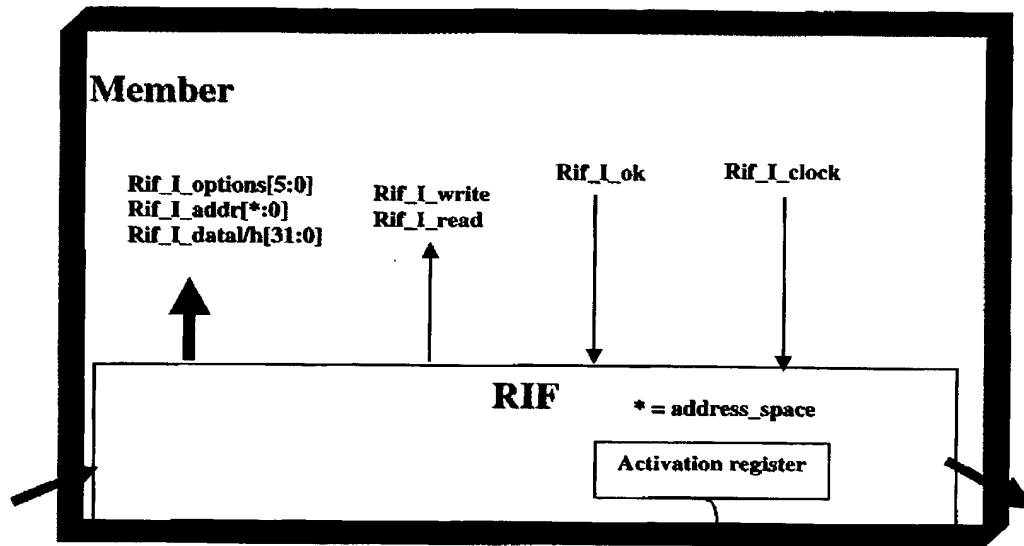 Member
Rif_I_options[5:0]
Rif_I_addr[*:0]
Rif_I_datal/h[31:0]
Rif_I_write
Rif_I_read
Rif_I_ok
Rif_I_clock
RIF
* = address_space
Activation register